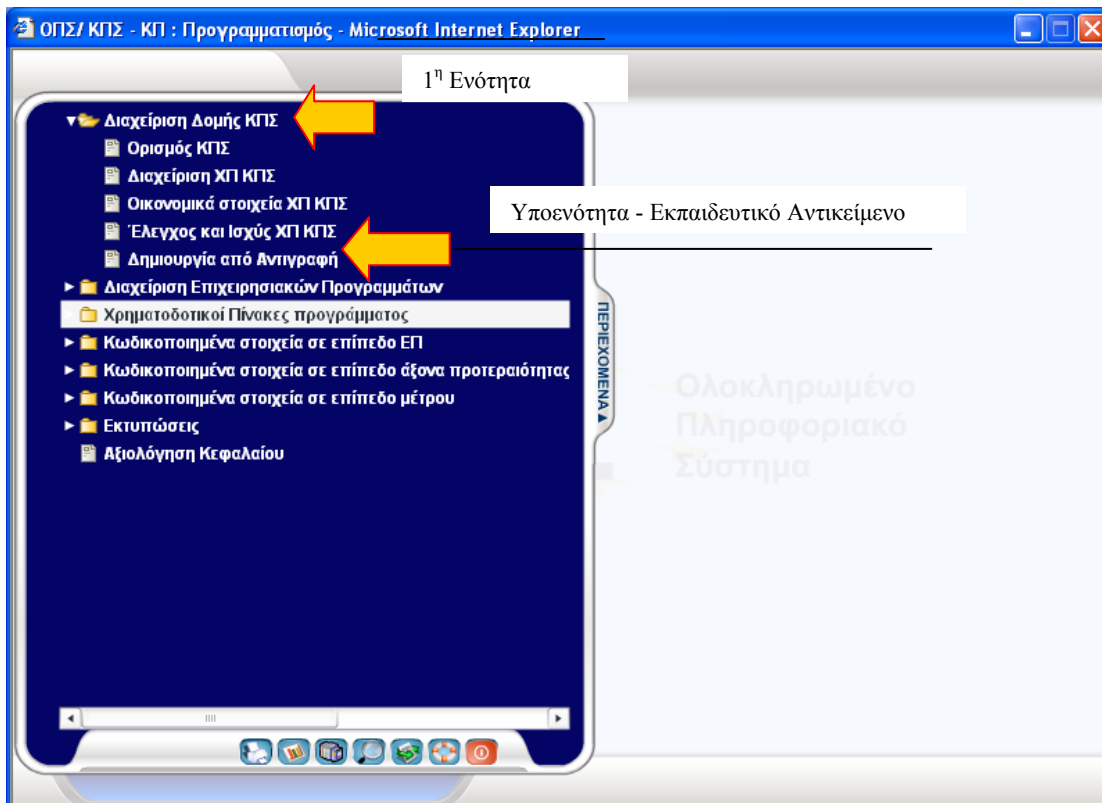 ΟΠΣ/ ΚΠΣ - ΚΠ : Προγραμματισμός - Microsoft Internet Explorer
1η Ενότητα
Διαχείριση Δομής ΚΠΣ
Ορισμός ΚΠΣ
Διαχείριση ΧΠ ΚΠΣ
Οικονομικά στοιχεία ΧΠ ΚΠΣ
Υποενότητα - Εκπαιδευτικό Αντικείμενο
Έλεγχος και Ισχύς ΧΠ ΚΠΣ
Δημιουργία από Αντιγραφή
Διαχείριση Επιχειρησιακών Προγραμμάτων
Χρηματοδοτικοί Πίνακες προγράμματος
Κωδικοποιημένα στοιχεία σε επίπεδο ΕΠ
Κωδικοποιημένα στοιχεία σε επίπεδο άξονα προτεραιότητας
Κωδικοποιημένα στοιχεία σε επίπεδο μέτρου
Εκτυπώσεις
Αξιολόγηση Κεφαλαίου
ΠΕΡΙΕΧΟΜΕΝΑ
Ολοκληρωμένο
Πληροφοριακό
Σύστημα